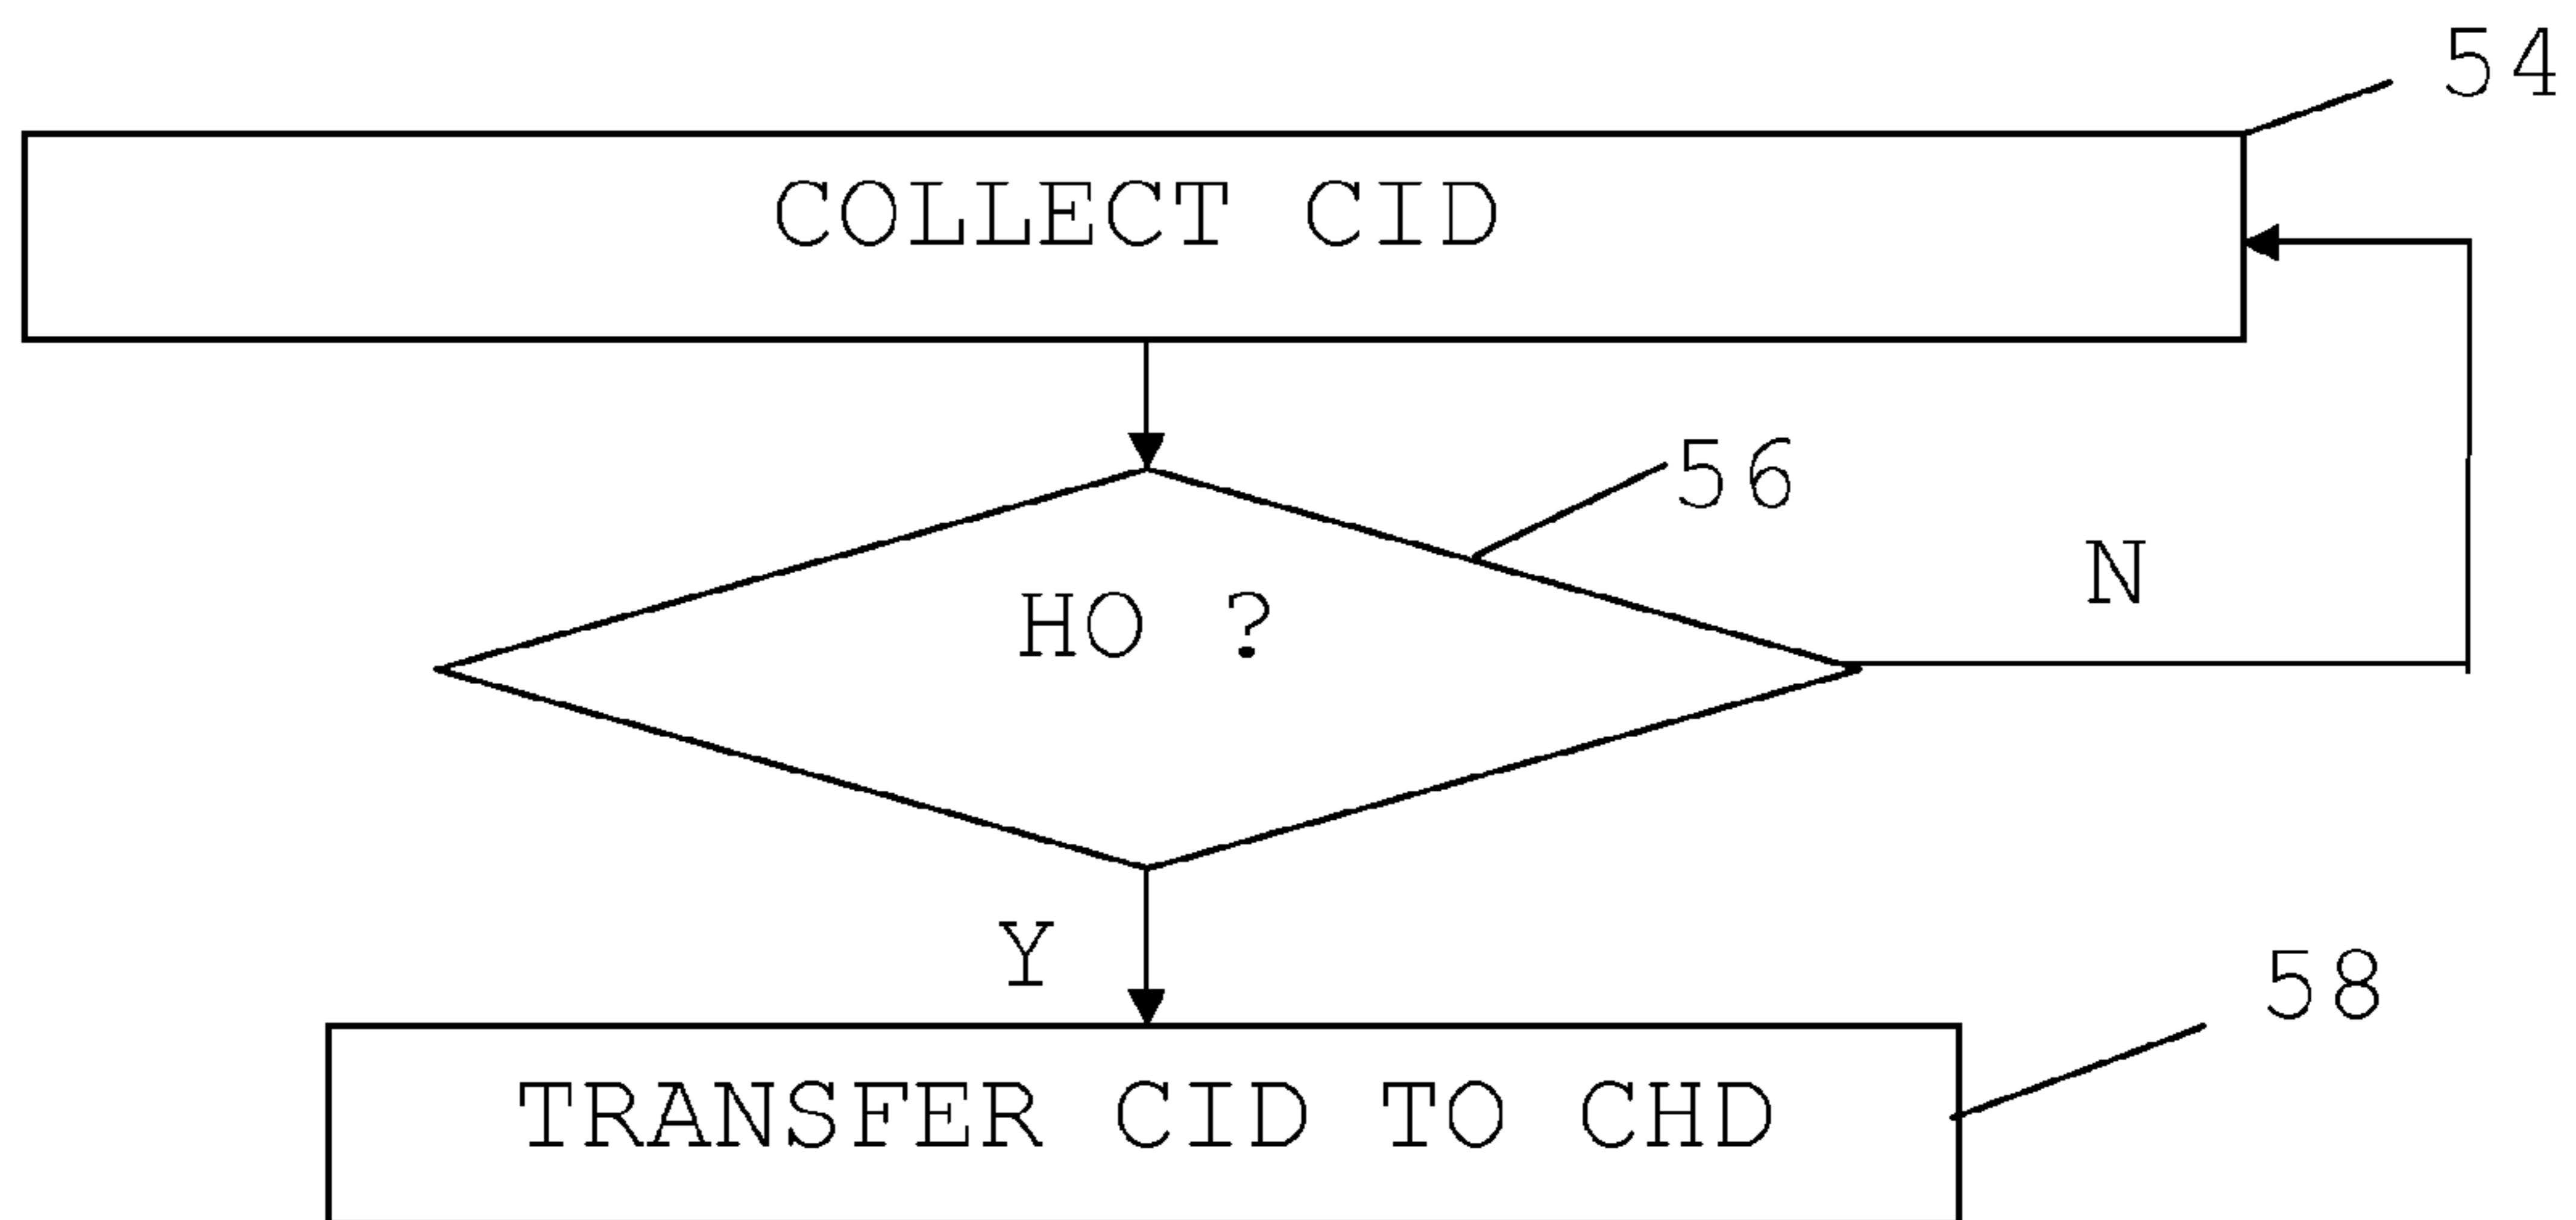 54
COLLECT CID
56
N
HO ?
Y
58
TRANSFER CID TO CHD